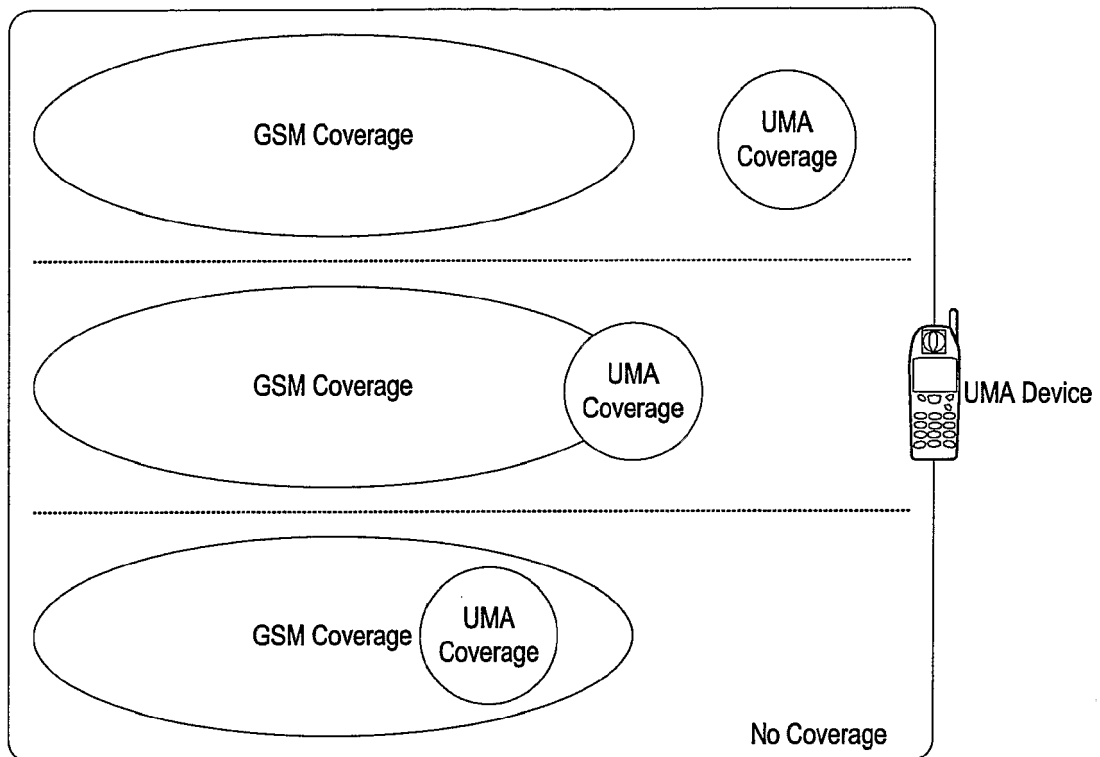 GSM Coverage
UMA
Coverage
GSM Coverage
UMA
Coverage
UMA Device
GSM Coverage
UMA
Coverage
No Coverage